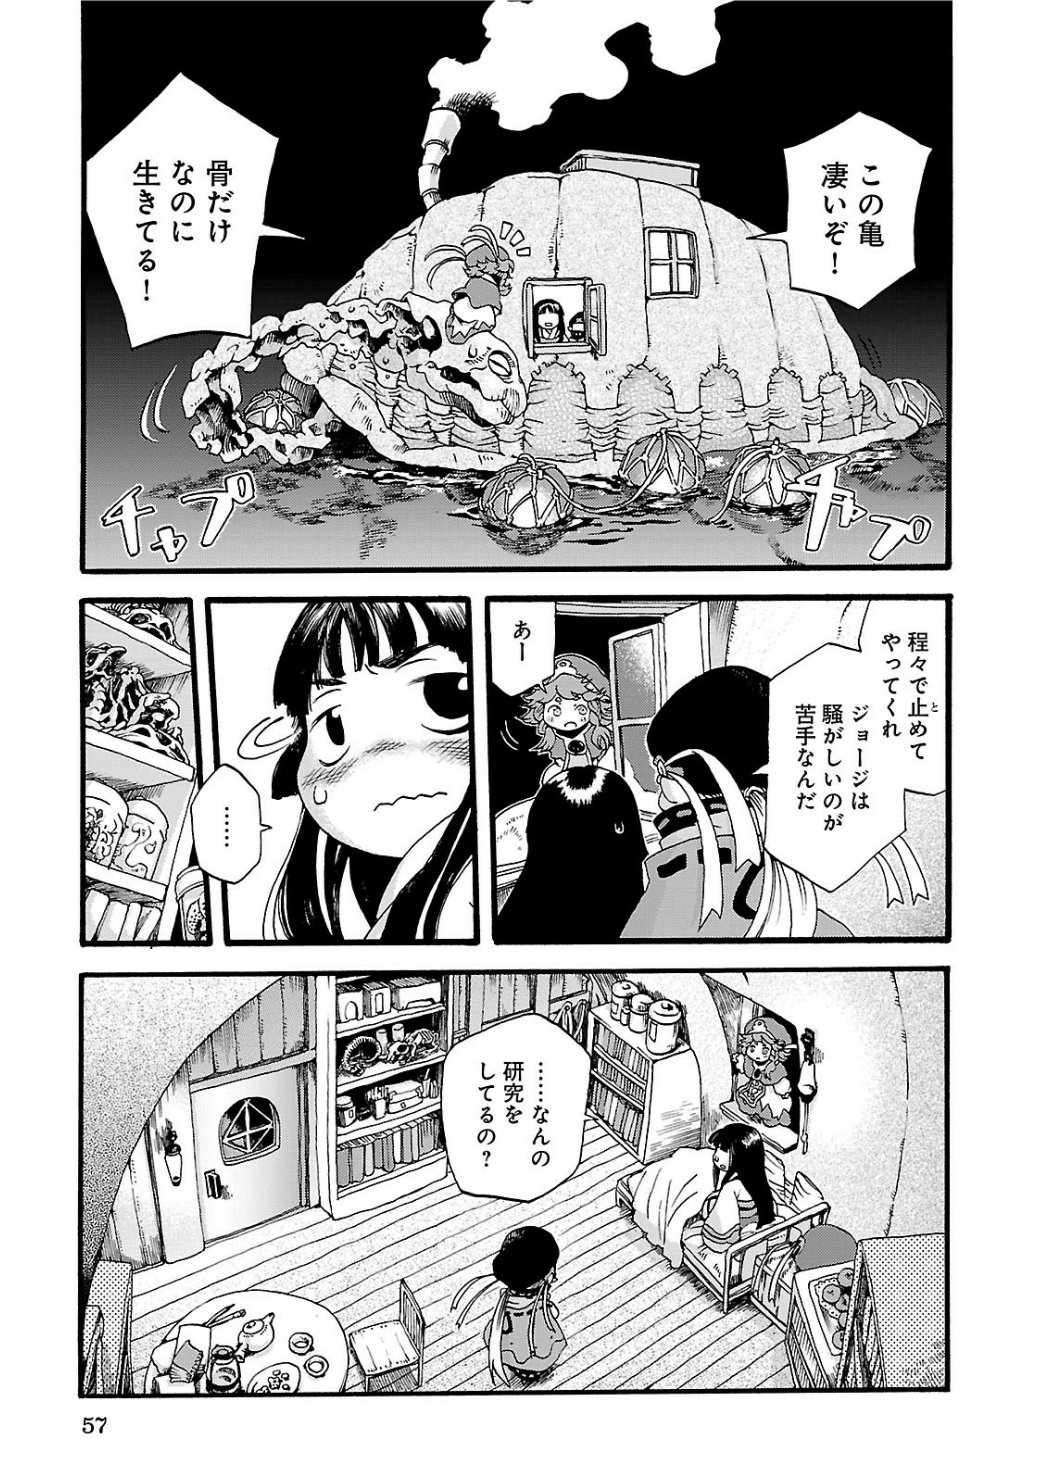 この亀
凄いぞ！
骨だけ
なのに
生きてる！
チャプ
チャプ
程々で止めて
やってくれ
ジョージは
騒がしいのが
苦手なんだ
あー
……
……なんの
研究を
してるの？
57